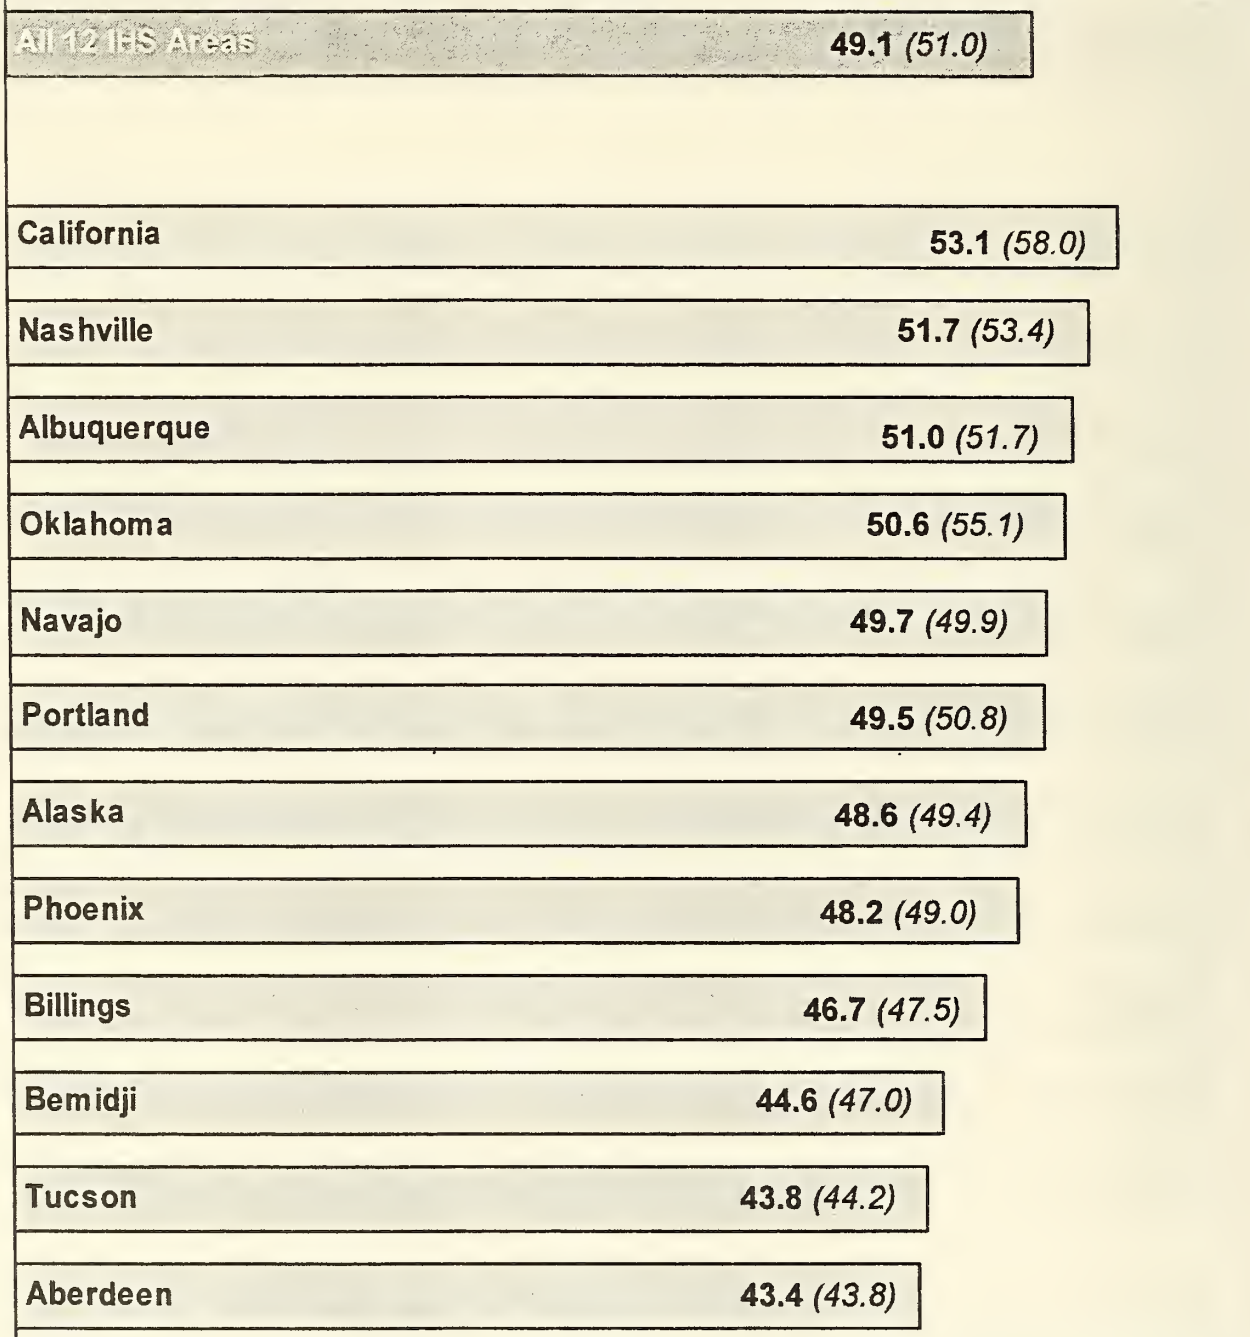 All 12 IHS Areas 49.1 (51.0)
California 53.1 (58.0)
Nashville 51.7 (53.4)
Albuquerque 51.0 (51.7)
Oklahoma 50.6 (55.1)
Navajo 49.7 (49.9)
Portland 49.5 (50.8)
Alaska 48.6 (49.4)
Phoenix 48.2 (49.0)
Billings 46.7 (47.5)
Bemidji 44.6 (47.0)
Tucson 43.8 (44.2)
Aberdeen 43.4 (43.8)